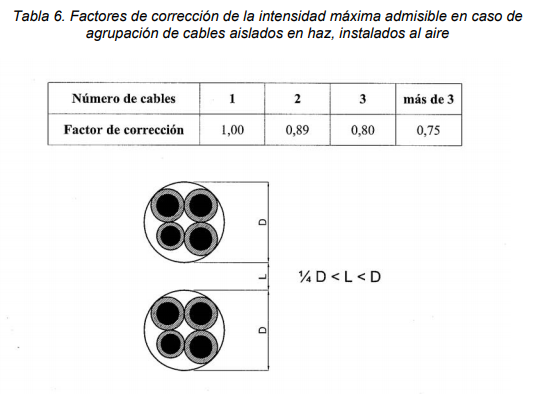 Tabla 6. Factores de corrección de la intensidad máxima admisible en caso de
agrupación de cables aislados en haz, instalados al aire
Número de cables 1 2 3 más de 3
Factor de corrección 1,00 0,89 0,80 0,75
D
L
¼ D < L < D
D